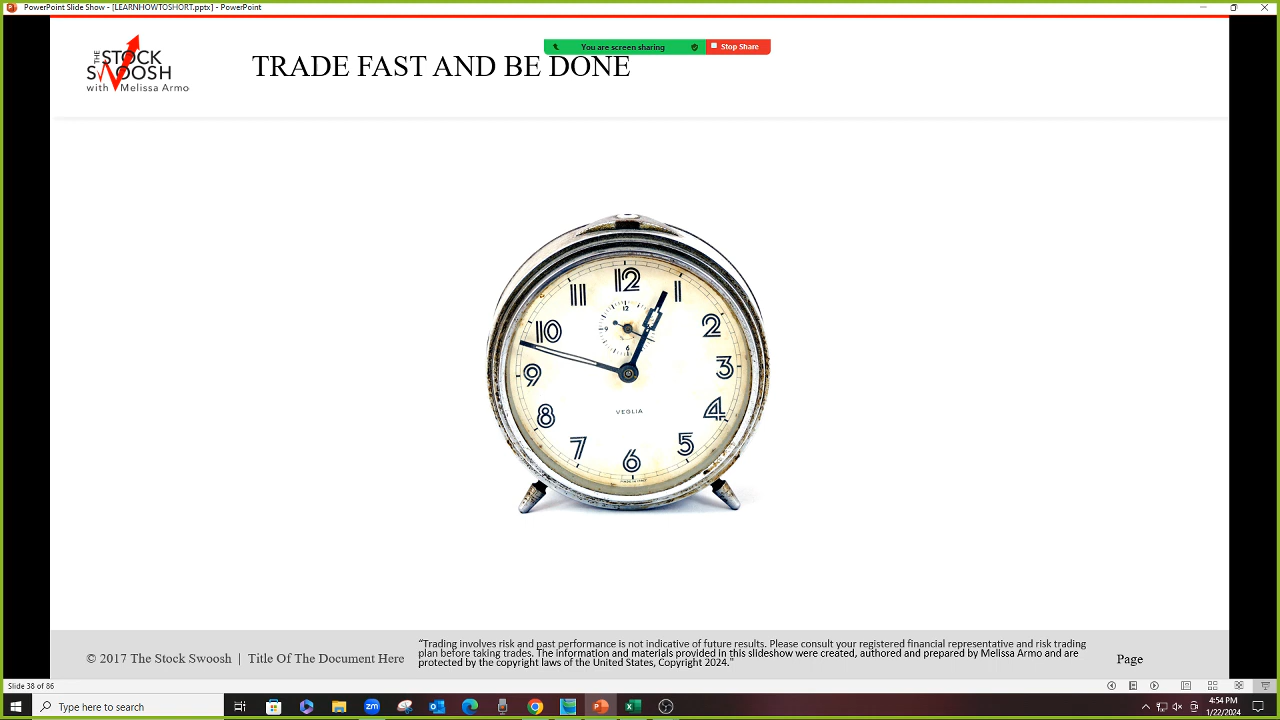 PowerPoint Slide Show - [LEARNHOWTOSHORT.pptx] - PowerPoint
You are screen sharing
Stop Share
THE
STOCK
SWOOSH
with Melissa Armo
TRADE FAST AND BE DONE
12
11
1
10
2
9
3
8
4
7
5
6
12
9
6
VEGLIA
© 2017 The Stock Swoosh | Title Of The Document Here
“Trading involves risk and past performance is not indicative of future results. Please consult your registered financial representative and risk trading
plan before taking trades. The information and materials provided in this slideshow were created, authored and prepared by Melissa Armo and are
protected by the copyright laws of the United States, Copyright 2024."
Page
Slide 38 of 86
Type here to search
zm
4:54 PM
1/22/2024